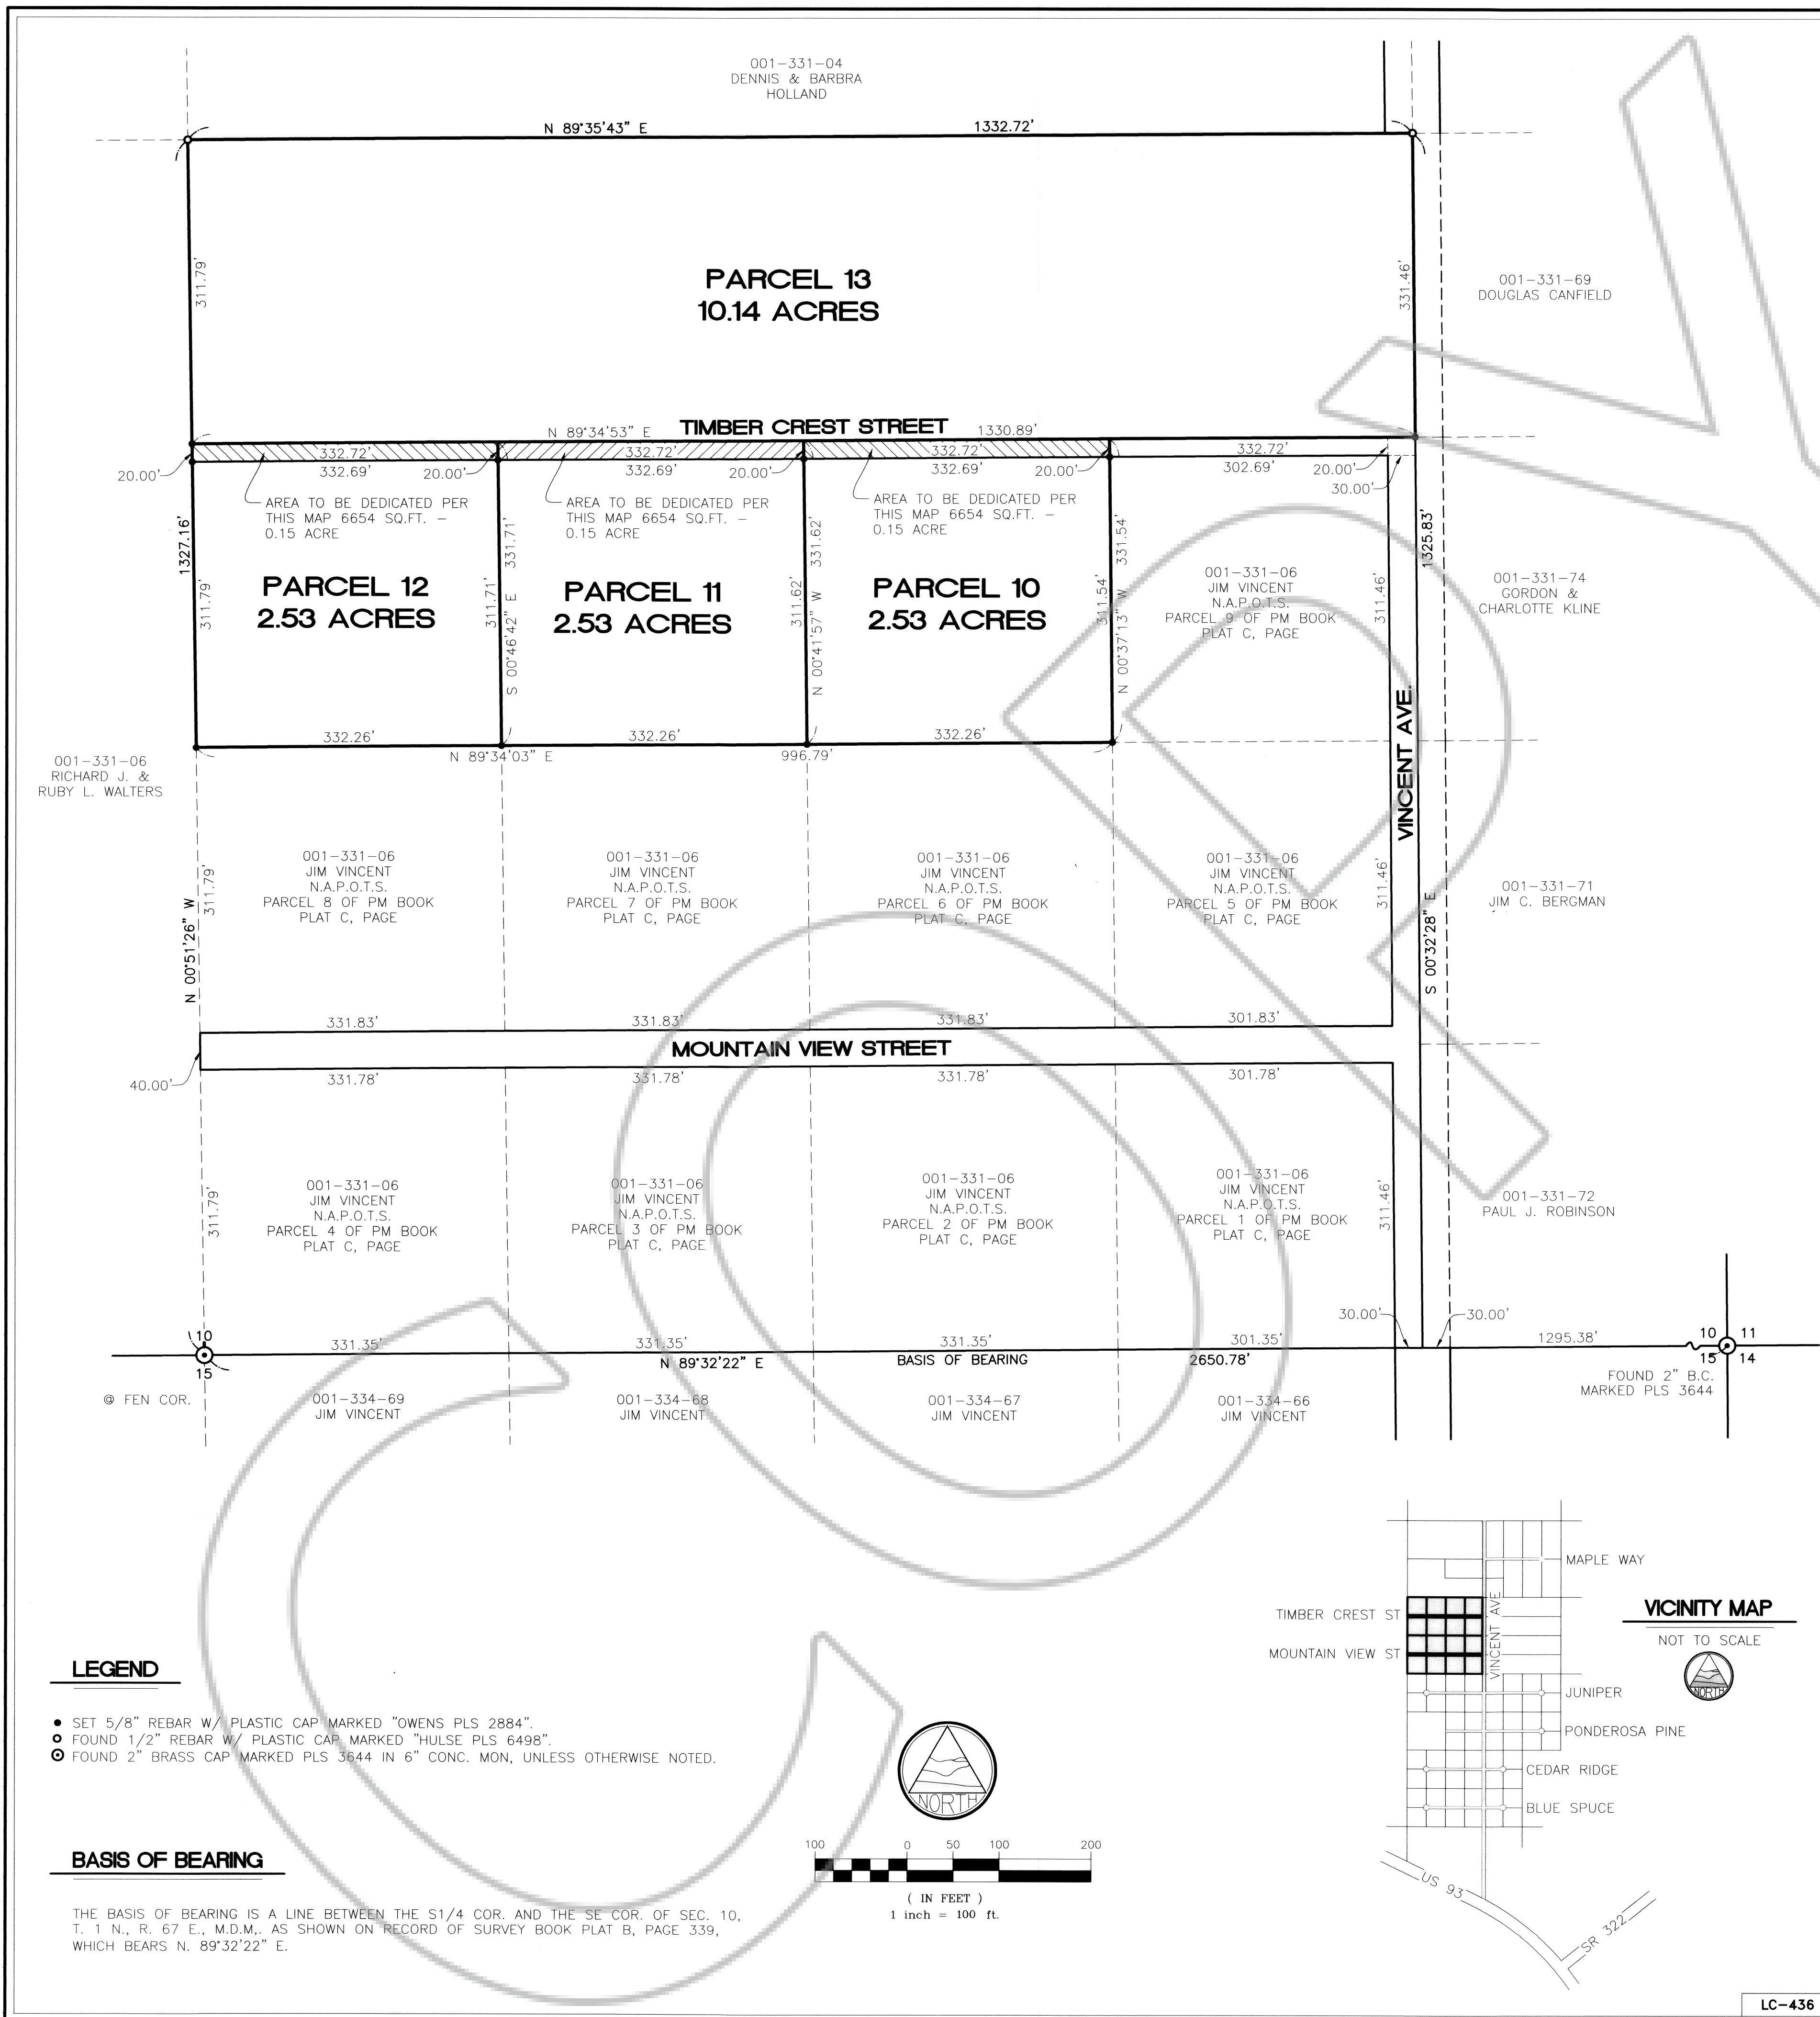 001-331-04
DENNIS & BARBRA
HOLLAND
N 89°35'43" E
1332.72'
311.79'
PARCEL 13
10.14 ACRES
331.46'
001-331-69
DOUGLAS CANFIELD
N 89°34'53" E
TIMBER CREST STREET
1330.89'
332.72'
332.72'
332.72'
332.72'
20.00'
332.69'
20.00'
332.69'
20.00'
332.69'
20.00'
302.69'
20.00'
30.00'
AREA TO BE DEDICATED PER
THIS MAP 6654 SQ.FT. –
0.15 ACRE
AREA TO BE DEDICATED PER
THIS MAP 6654 SQ.FT. –
0.15 ACRE
AREA TO BE DEDICATED PER
THIS MAP 6654 SQ.FT. –
0.15 ACRE
1327.16'
311.79'
PARCEL 12
2.53 ACRES
311.71'
S 00°46'42" E 331.71'
PARCEL 11
2.53 ACRES
311.62'
N 00°41'57" W 331.62'
PARCEL 10
2.53 ACRES
311.54'
N 00°37'13" W 331.54'
001-331-06
JIM VINCENT
N.A.P.O.T.S.
PARCEL 9 OF PM BOOK
PLAT C, PAGE
311.46'
1325.83'
001-331-74
GORDON &
CHARLOTTE KLINE
332.26'
332.26'
332.26'
N 89°34'03" E
996.79'
VINCENT AVE.
001-331-06
RICHARD J. &
RUBY L. WALTERS
N 00°51'26" W
311.79'
001-331-06
JIM VINCENT
N.A.P.O.T.S.
PARCEL 8 OF PM BOOK
PLAT C, PAGE
001-331-06
JIM VINCENT
N.A.P.O.T.S.
PARCEL 7 OF PM BOOK
PLAT C, PAGE
001-331-06
JIM VINCENT
N.A.P.O.T.S.
PARCEL 6 OF PM BOOK
PLAT C, PAGE
001-331-06
JIM VINCENT
N.A.P.O.T.S.
PARCEL 5 OF PM BOOK
PLAT C, PAGE
311.46'
S 00°32'28" E
001-331-71
JIM C. BERGMAN
331.83'
331.83'
331.83'
301.83'
MOUNTAIN VIEW STREET
40.00'
331.78'
331.78'
331.78'
301.78'
311.79'
001-331-06
JIM VINCENT
N.A.P.O.T.S.
PARCEL 4 OF PM BOOK
PLAT C, PAGE
001-331-06
JIM VINCENT
N.A.P.O.T.S.
PARCEL 3 OF PM BOOK
PLAT C, PAGE
001-331-06
JIM VINCENT
N.A.P.O.T.S.
PARCEL 2 OF PM BOOK
PLAT C, PAGE
001-331-06
JIM VINCENT
N.A.P.O.T.S.
PARCEL 1 OF PM BOOK
PLAT C, PAGE
311.46'
001-331-72
PAUL J. ROBINSON
30.00'
30.00'
10
15
331.35'
331.35'
331.35'
301.35'
1295.38'
10 11
15 14
N 89°32'22" E
BASIS OF BEARING
2650.78'
@ FEN COR.
FOUND 2" B.C.
MARKED PLS 3644
001-334-69
JIM VINCENT
001-334-68
JIM VINCENT
001-334-67
JIM VINCENT
001-334-66
JIM VINCENT
COPY
MAPLE WAY
TIMBER CREST ST
MOUNTAIN VIEW ST
VINCENT AVE
VICINITY MAP
NOT TO SCALE
NORTH
JUNIPER
PONDEROSA PINE
CEDAR RIDGE
BLUE SPUCE
US 93
SR 322
LEGEND
SET 5/8" REBAR W/ PLASTIC CAP MARKED "OWENS PLS 2884".
FOUND 1/2" REBAR W/ PLASTIC CAP MARKED "HULSE PLS 6498".
FOUND 2" BRASS CAP MARKED PLS 3644 IN 6" CONC. MON, UNLESS OTHERWISE NOTED.
NORTH
100 0 50 100 200
( IN FEET )
1 inch = 100 ft.
BASIS OF BEARING
THE BASIS OF BEARING IS A LINE BETWEEN THE S1/4 COR. AND THE SE COR. OF SEC. 10,
T. 1 N., R. 67 E., M.D.M,. AS SHOWN ON RECORD OF SURVEY BOOK PLAT B, PAGE 339,
WHICH BEARS N. 89°32'22" E.
LC-436